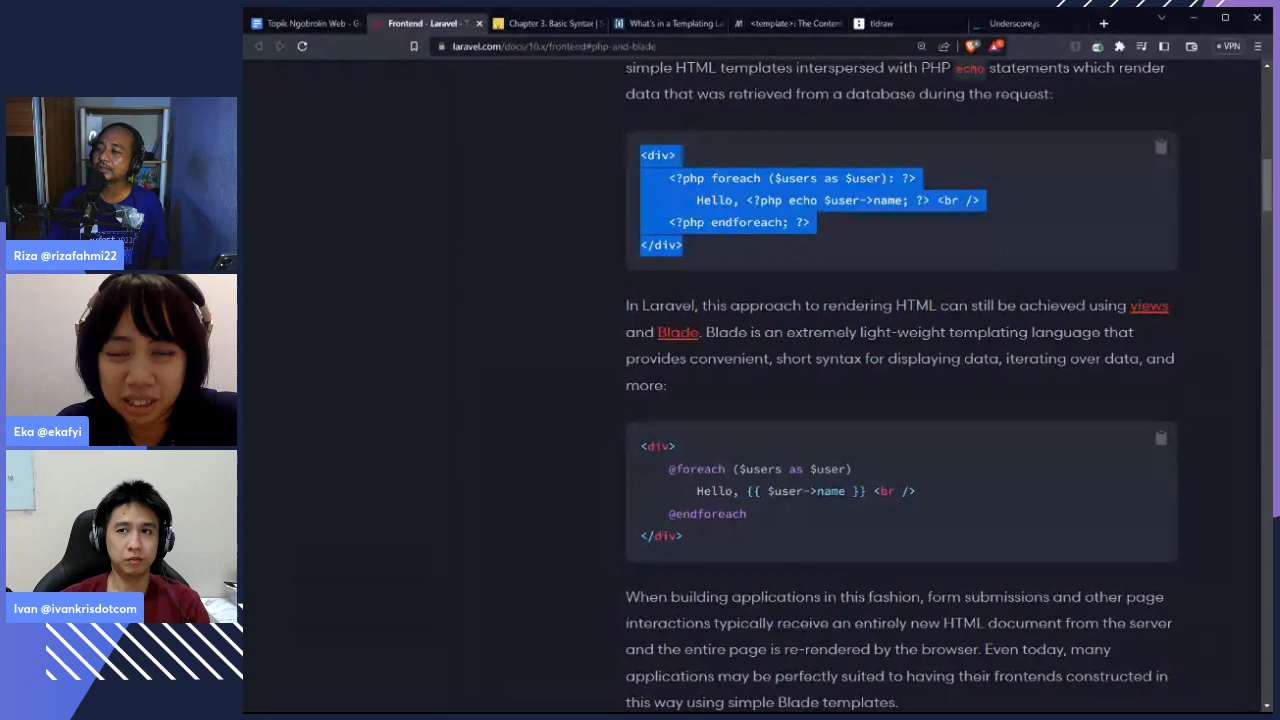 Topik Ngobrolin Web - G
Frontend - Laravel - T
Chapter 3. Basic Syntax | S
What's in a Templating La
<template>: The Content
tldraw
Underscore.js
laravel.com/docs/10.x/frontend#php-and-blade
VPN
simple HTML templates interspersed with PHP echo statements which render
data that was retrieved from a database during the request:
<div>
<?php foreach ($users as $user): ?>
Hello, <?php echo $user->name; ?> <br />
<?php endforeach; ?>
</div>
In Laravel, this approach to rendering HTML can still be achieved using views
and Blade. Blade is an extremely light-weight templating language that
provides convenient, short syntax for displaying data, iterating over data, and
more:
<div>
@foreach ($users as $user)
Hello, {{ $user->name }} <br />
@endforeach
</div>
When building applications in this fashion, form submissions and other page
interactions typically receive an entirely new HTML document from the server
and the entire page is re-rendered by the browser. Even today, many
applications may be perfectly suited to having their frontends constructed in
this way using simple Blade templates.
Riza @rizafahmi22
Eka @ekafyi
Ivan @ivankrisdotcom